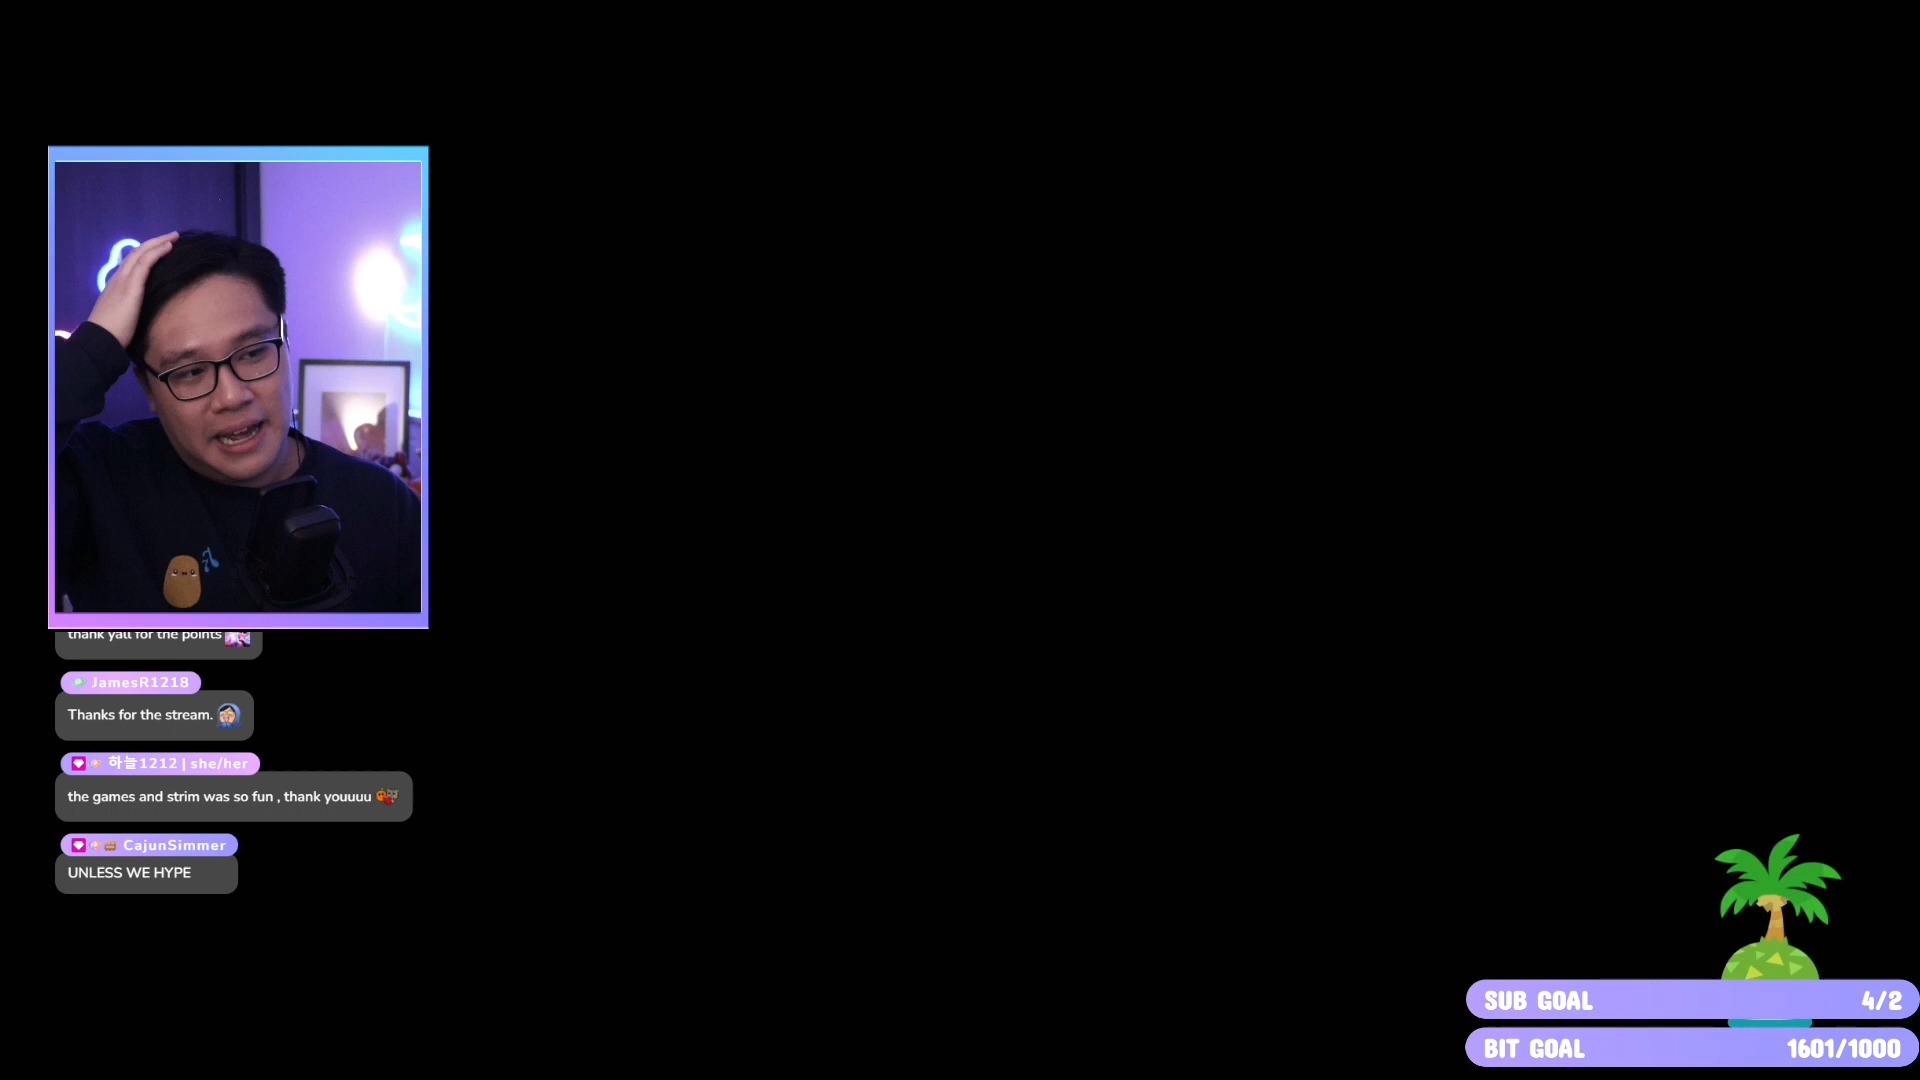 thank yall for the points
JamesR1218
Thanks for the stream.
하늘1212 | she/her
the games and strim was so fun , thank youuuu
CajunSimmer
UNLESS WE HYPE
SUB GOAL 4/2
BIT GOAL 1601/1000